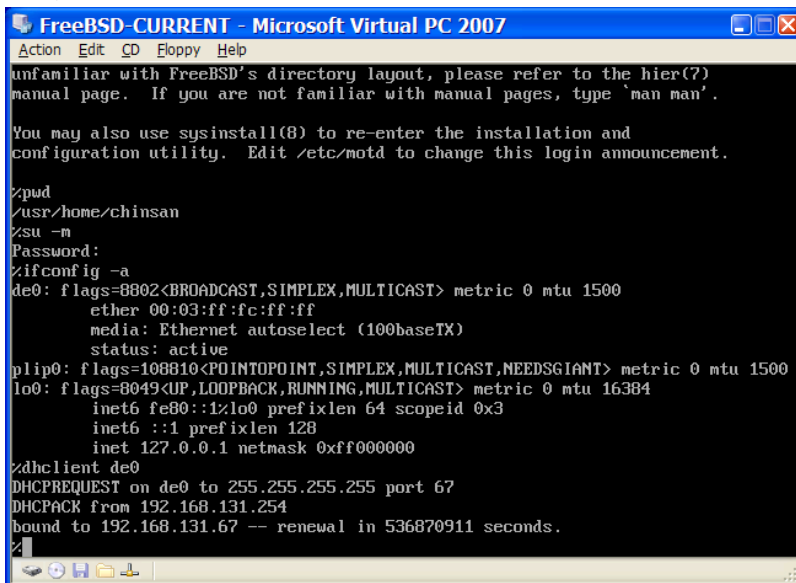 FreeBSD-CURRENT - Microsoft Virtual PC 2007
Action Edit CD Floppy Help
unfamiliar with FreeBSD's directory layout, please refer to the hier(7)
manual page.  If you are not familiar with manual pages, type `man man'.
You may also use sysinstall(8) to re-enter the installation and
configuration utility.  Edit /etc/motd to change this login announcement.
%pwd
/usr/home/chinsan
%su -m
Password:
%ifconfig -a
de0: flags=8802<BROADCAST,SIMPLEX,MULTICAST> metric 0 mtu 1500
        ether 00:03:ff:fc:ff:ff
        media: Ethernet autoselect (100baseTX)
        status: active
plip0: flags=108810<POINTOPOINT,SIMPLEX,MULTICAST,NEEDSGIANT> metric 0 mtu 1500
lo0: flags=8049<UP,LOOPBACK,RUNNING,MULTICAST> metric 0 mtu 16384
        inet6 fe80::1%lo0 prefixlen 64 scopeid 0x3
        inet6 ::1 prefixlen 128
        inet 127.0.0.1 netmask 0xff000000
%dhclient de0
DHCPREQUEST on de0 to 255.255.255.255 port 67
DHCPACK from 192.168.131.254
bound to 192.168.131.67 -- renewal in 536870911 seconds.
%